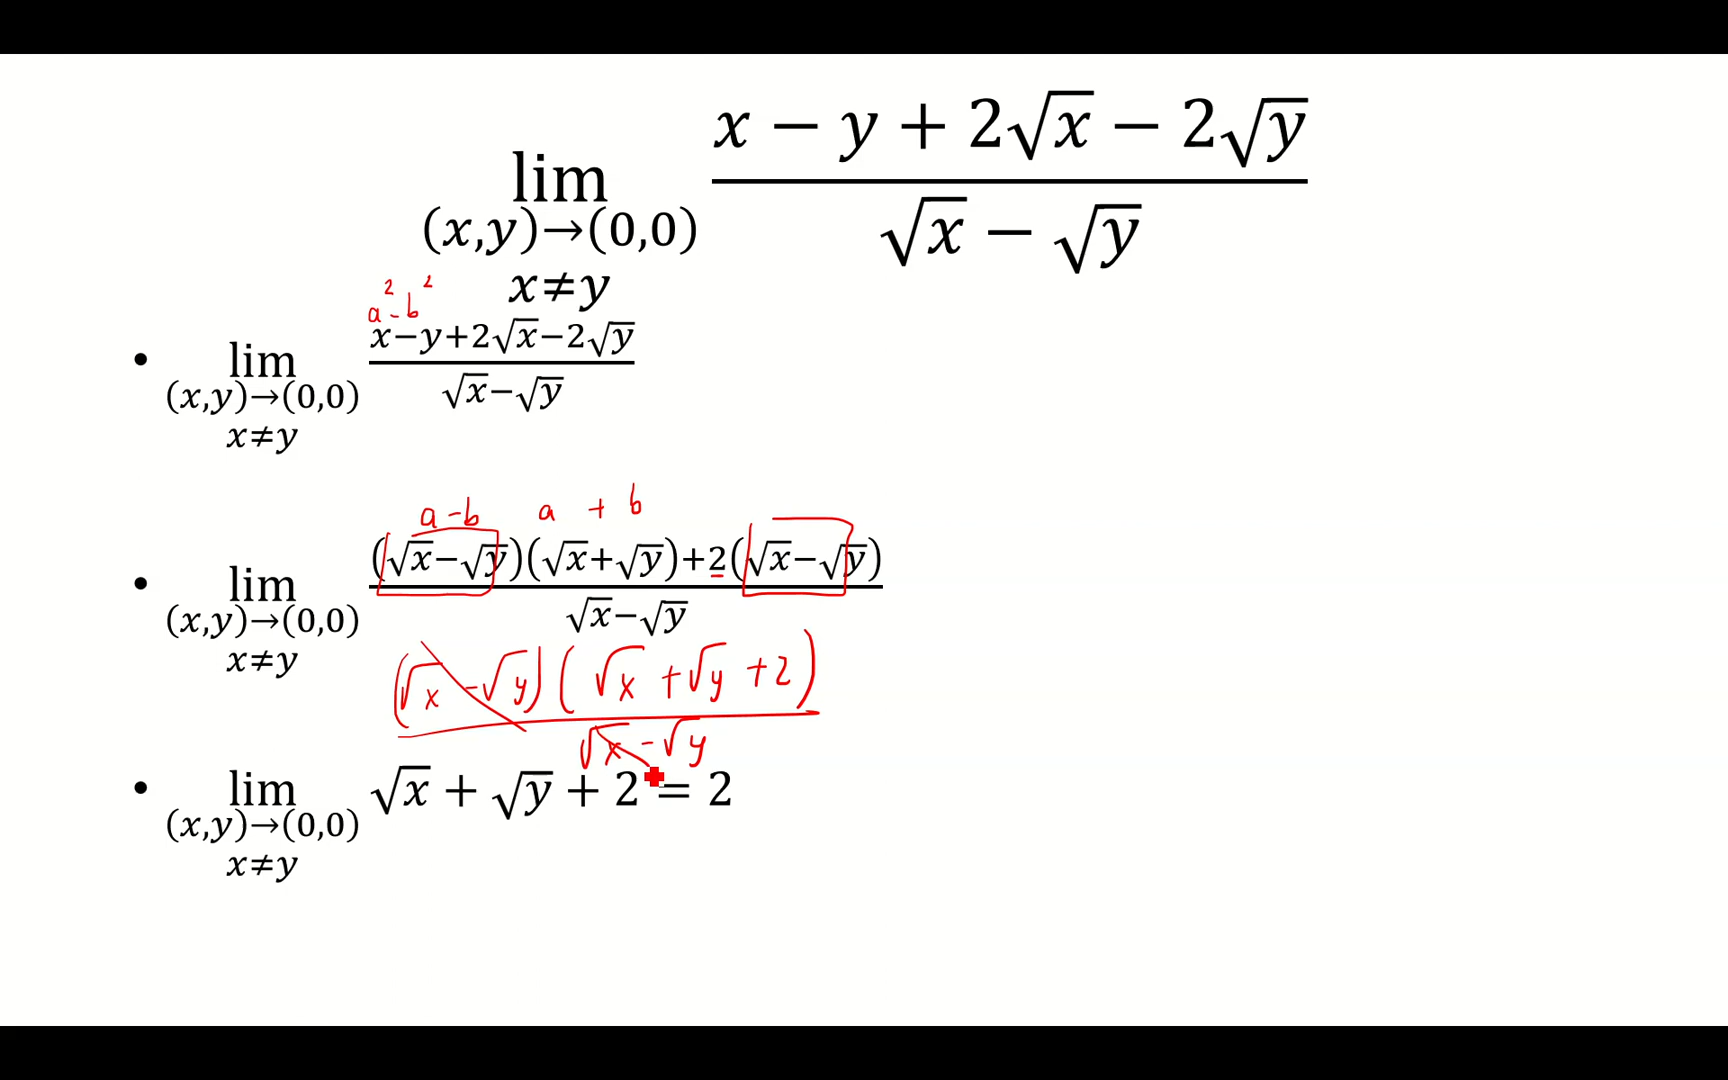 lim (x,y)→(0,0) x≠y (x − y + 2√x − 2√y)/(√x − √y)
a² - b²
• lim (x,y)→(0,0) x≠y (x−y+2√x−2√y)/(√x−√y)
a - b a + b
• lim (x,y)→(0,0) x≠y ((√x−√y)(√x+√y)+2(√x−√y))/(√x−√y)
(√x - √y)(√x + √y + 2)
√x - √y
• lim (x,y)→(0,0) x≠y √x + √y + 2 = 2